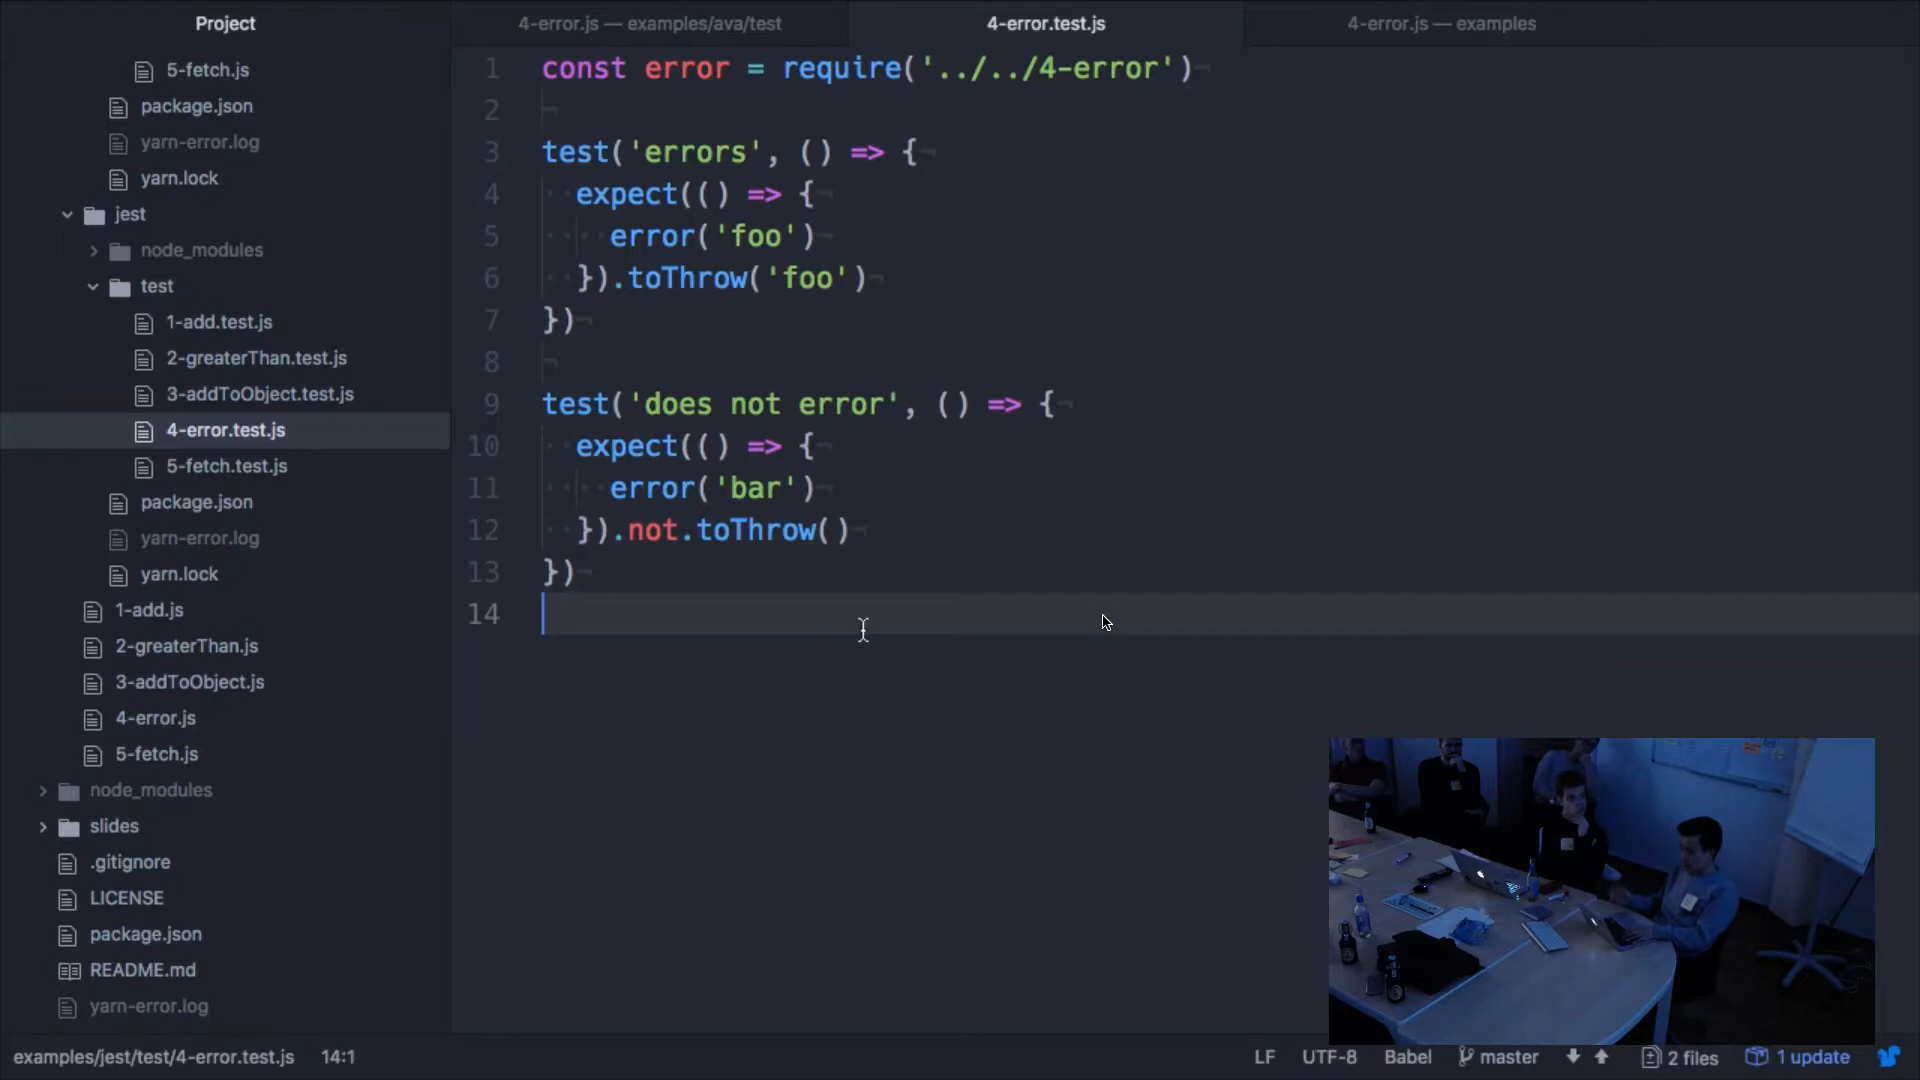 Project
5-fetch.js
package.json
yarn-error.log
yarn.lock
jest
node_modules
test
1-add.test.js
2-greaterThan.test.js
3-addToObject.test.js
4-error.test.js
5-fetch.test.js
package.json
yarn-error.log
yarn.lock
1-add.js
2-greaterThan.js
3-addToObject.js
4-error.js
5-fetch.js
node_modules
slides
.gitignore
LICENSE
package.json
README.md
yarn-error.log
4-error.js — examples/ava/test
4-error.test.js
4-error.js — examples
1 const error = require('../../4-error')¬
2 ¬
3 test('errors', () => {¬
4 ··expect(() => {¬
5 ····error('foo')¬
6 ··}).toThrow('foo')¬
7 })¬
8 ¬
9 test('does not error', () => {¬
10 ··expect(() => {¬
11 ····error('bar')¬
12 ··}).not.toThrow()¬
13 })¬
14
examples/jest/test/4-error.test.js 14:1 LF UTF-8 Babel master 2 files 1 update